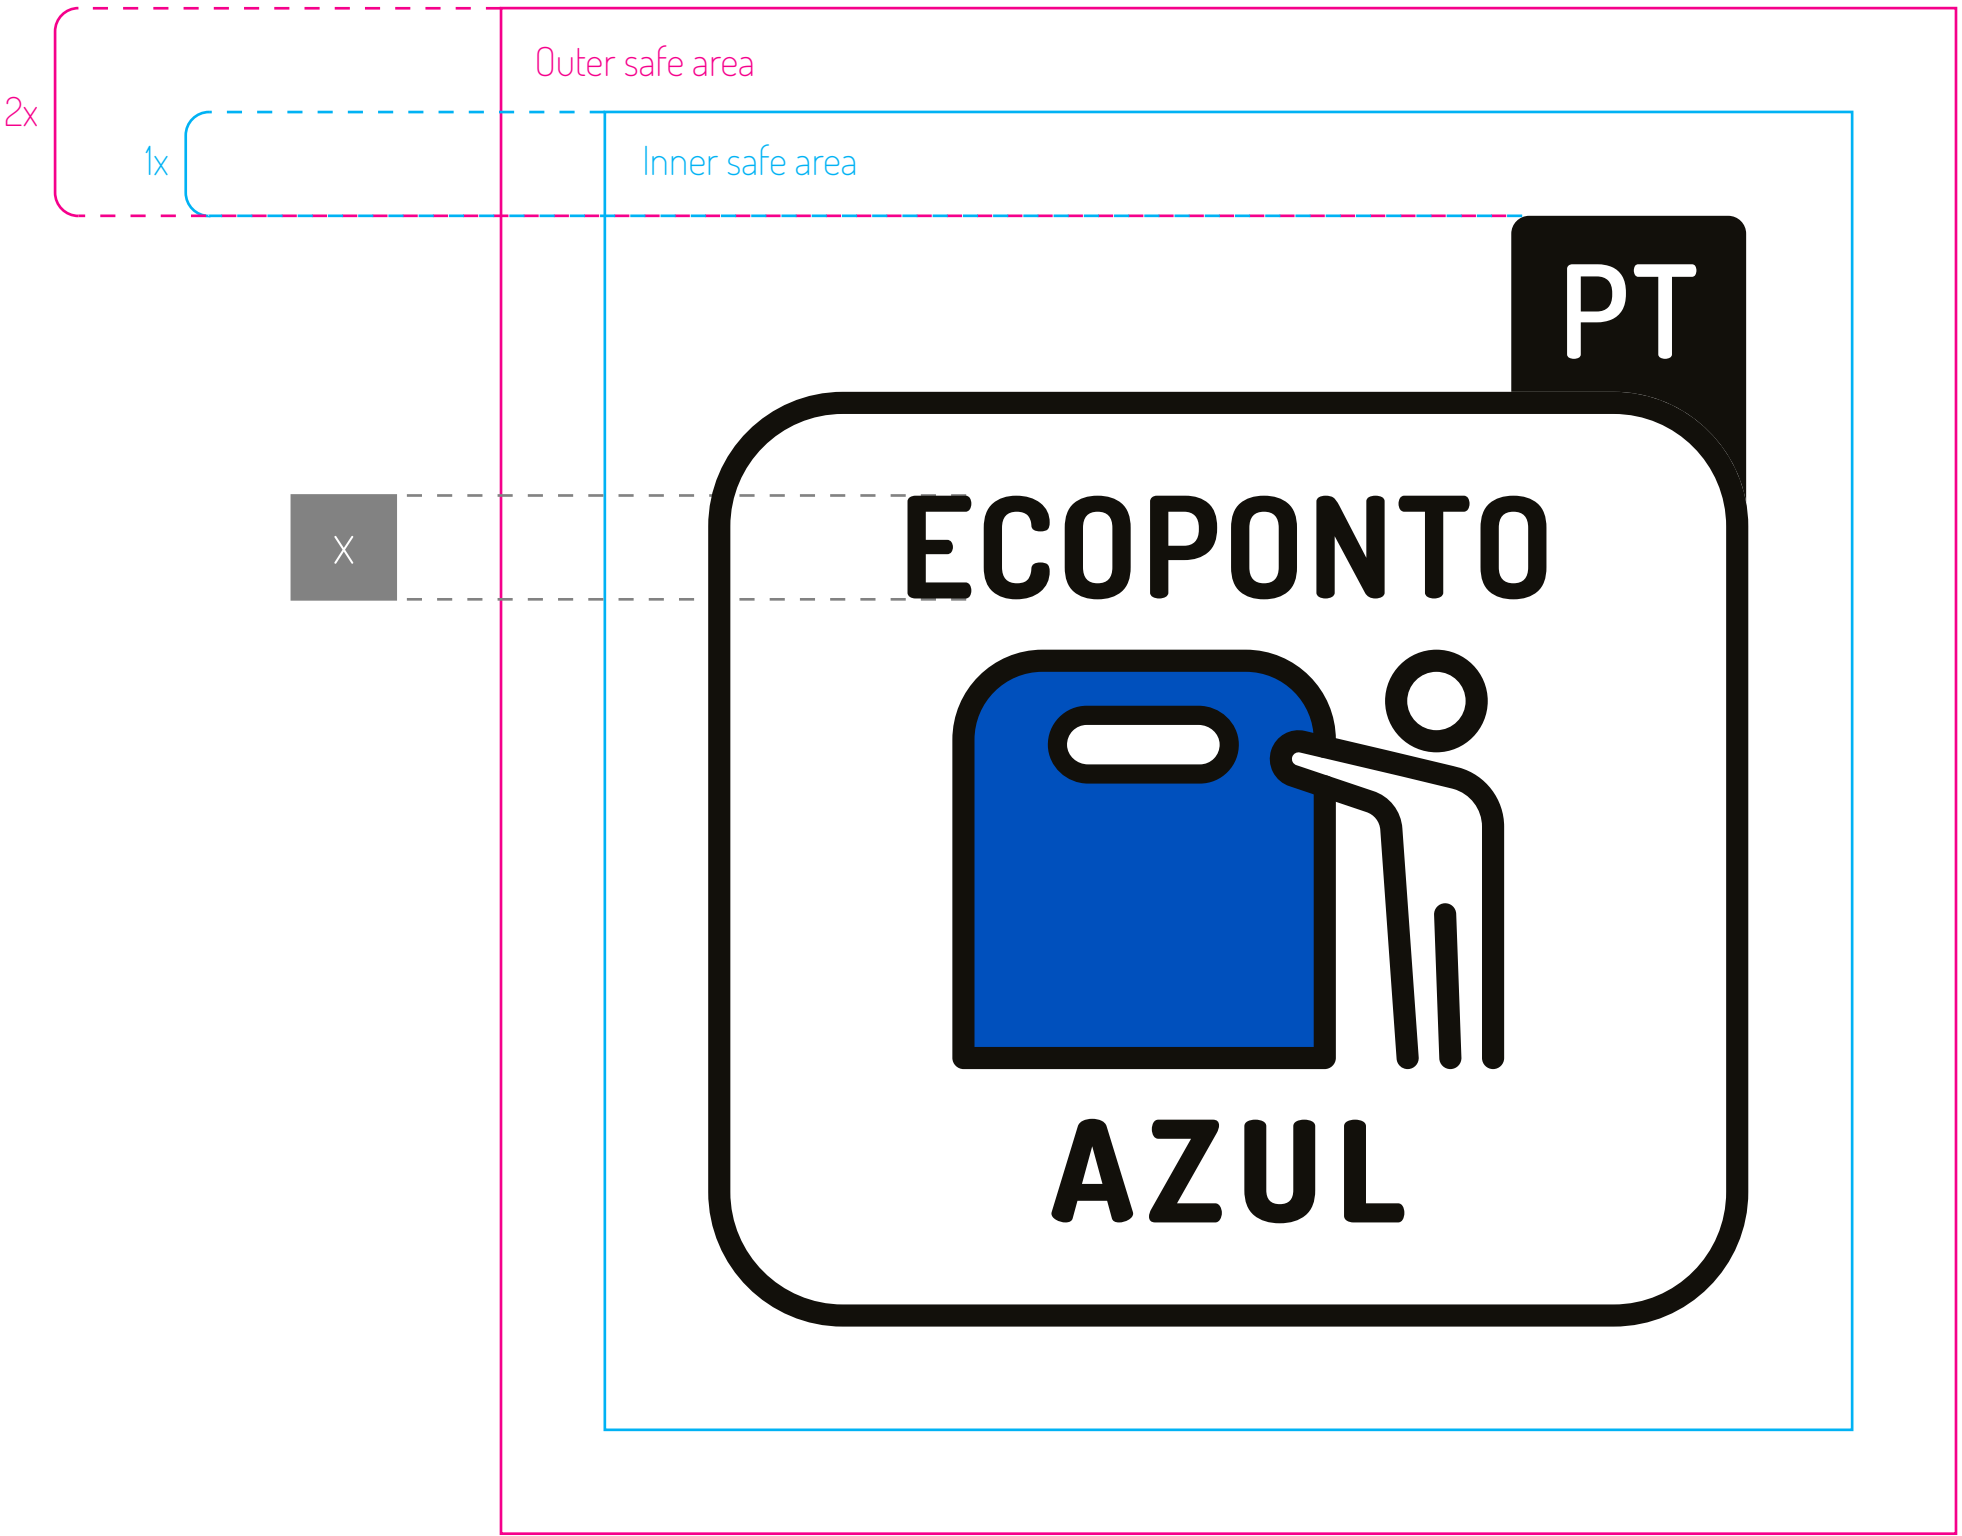 Outer safe area
2x
1x
Inner safe area
PT
X
ECOPONTO
AZUL